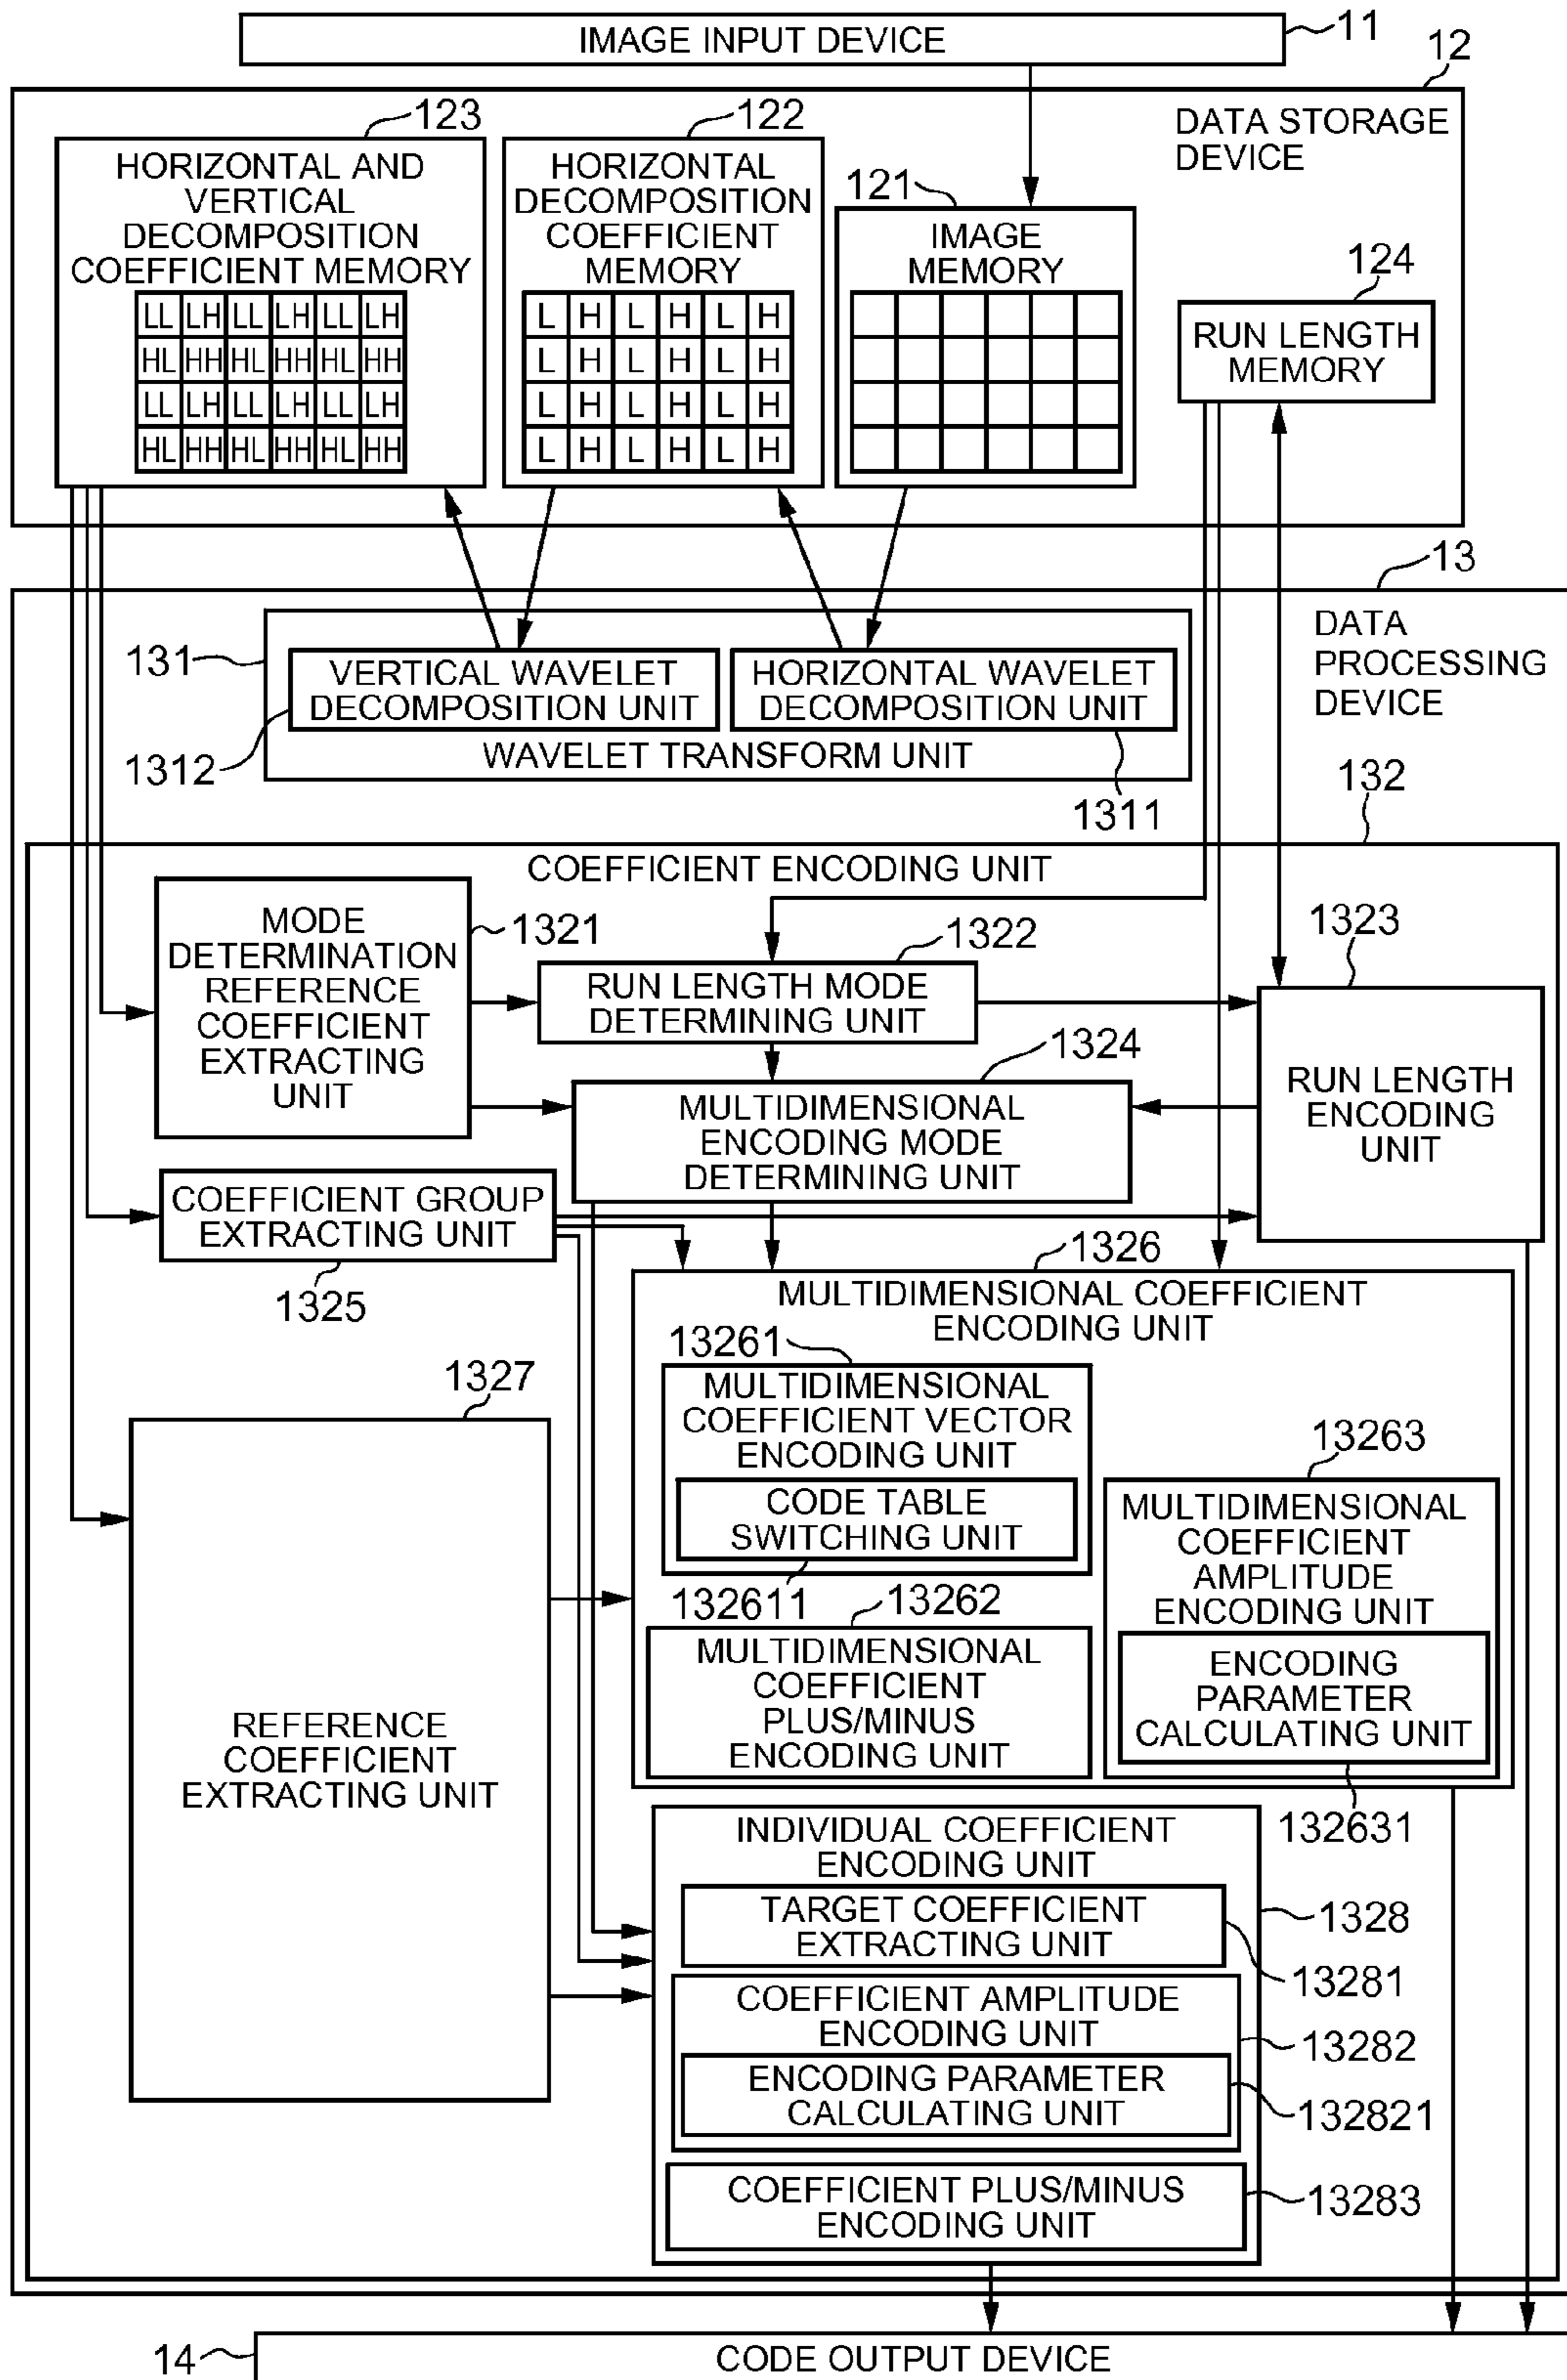 IMAGE INPUT DEVICE
11
12
DATA STORAGE
DEVICE
123
HORIZONTAL AND
VERTICAL
DECOMPOSITION
COEFFICIENT MEMORY
LL LH LL LH LL LH
HL HH HL HH HL HH
LL LH LL LH LL LH
HL HH HL HH HL HH
122
HORIZONTAL
DECOMPOSITION
COEFFICIENT
MEMORY
L H L H L H
L H L H L H
L H L H L H
L H L H L H
121
IMAGE
MEMORY
124
RUN LENGTH
MEMORY
13
DATA
PROCESSING
DEVICE
131
VERTICAL WAVELET
DECOMPOSITION UNIT
1312
HORIZONTAL WAVELET
DECOMPOSITION UNIT
1311
WAVELET TRANSFORM UNIT
132
COEFFICIENT ENCODING UNIT
MODE
DETERMINATION
REFERENCE
COEFFICIENT
EXTRACTING
UNIT
1321
1322
RUN LENGTH MODE
DETERMINING UNIT
1323
RUN LENGTH
ENCODING
UNIT
1324
MULTIDIMENSIONAL
ENCODING MODE
DETERMINING UNIT
COEFFICIENT GROUP
EXTRACTING UNIT
1325
1326
MULTIDIMENSIONAL COEFFICIENT
ENCODING UNIT
13261
MULTIDIMENSIONAL
COEFFICIENT VECTOR
ENCODING UNIT
CODE TABLE
SWITCHING UNIT
132611
13262
MULTIDIMENSIONAL
COEFFICIENT
PLUS/MINUS
ENCODING UNIT
13263
MULTIDIMENSIONAL
COEFFICIENT
AMPLITUDE
ENCODING UNIT
ENCODING
PARAMETER
CALCULATING UNIT
132631
1327
REFERENCE
COEFFICIENT
EXTRACTING UNIT
INDIVIDUAL COEFFICIENT
ENCODING UNIT
1328
TARGET COEFFICIENT
EXTRACTING UNIT
13281
COEFFICIENT AMPLITUDE
ENCODING UNIT
13282
ENCODING PARAMETER
CALCULATING UNIT
132821
COEFFICIENT PLUS/MINUS
ENCODING UNIT
13283
14
CODE OUTPUT DEVICE